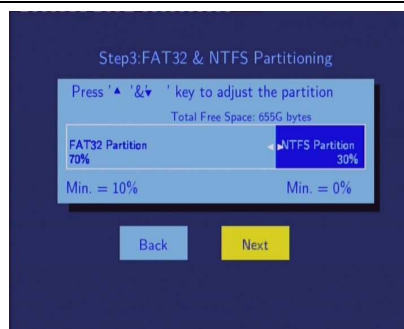 Step3:FAT32 & NTFS Partitioning
Press '▲ '&'▼ ' key to adjust the partition
Total Free Space: 655G bytes
FAT32 Partition
70%
NTFS Partition
30%
Min. = 10%
Min. = 0%
Back
Next